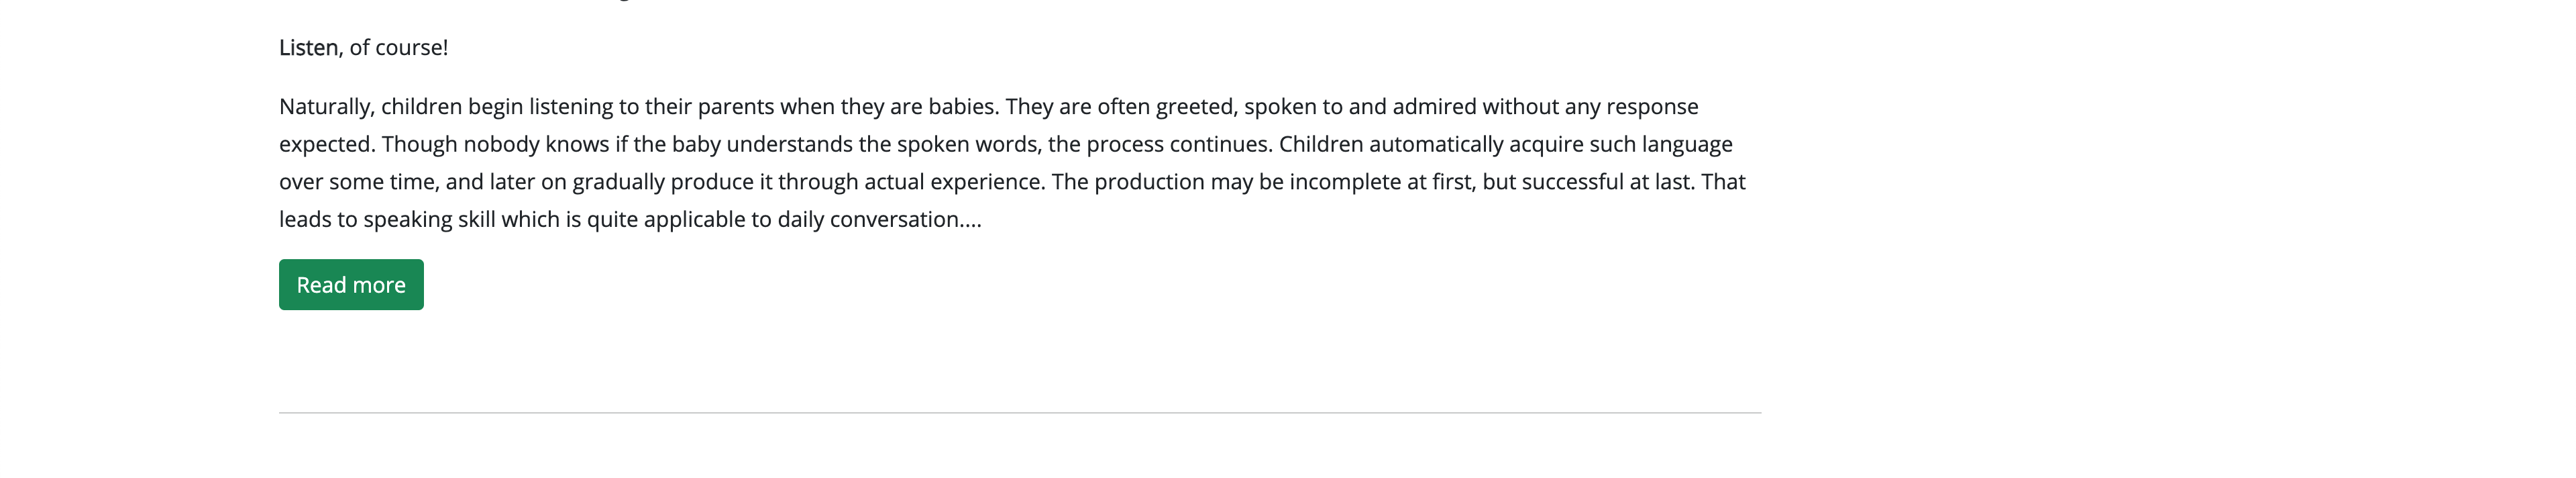 Listen, of course!
Naturally, children begin listening to their parents when they are babies. They are often greeted, spoken to and admired without any response
expected. Though nobody knows if the baby understands the spoken words, the process continues. Children automatically acquire such language
over some time, and later on gradually produce it through actual experience. The production may be incomplete at first, but successful at last. That
leads to speaking skill which is quite applicable to daily conversation....
Read more